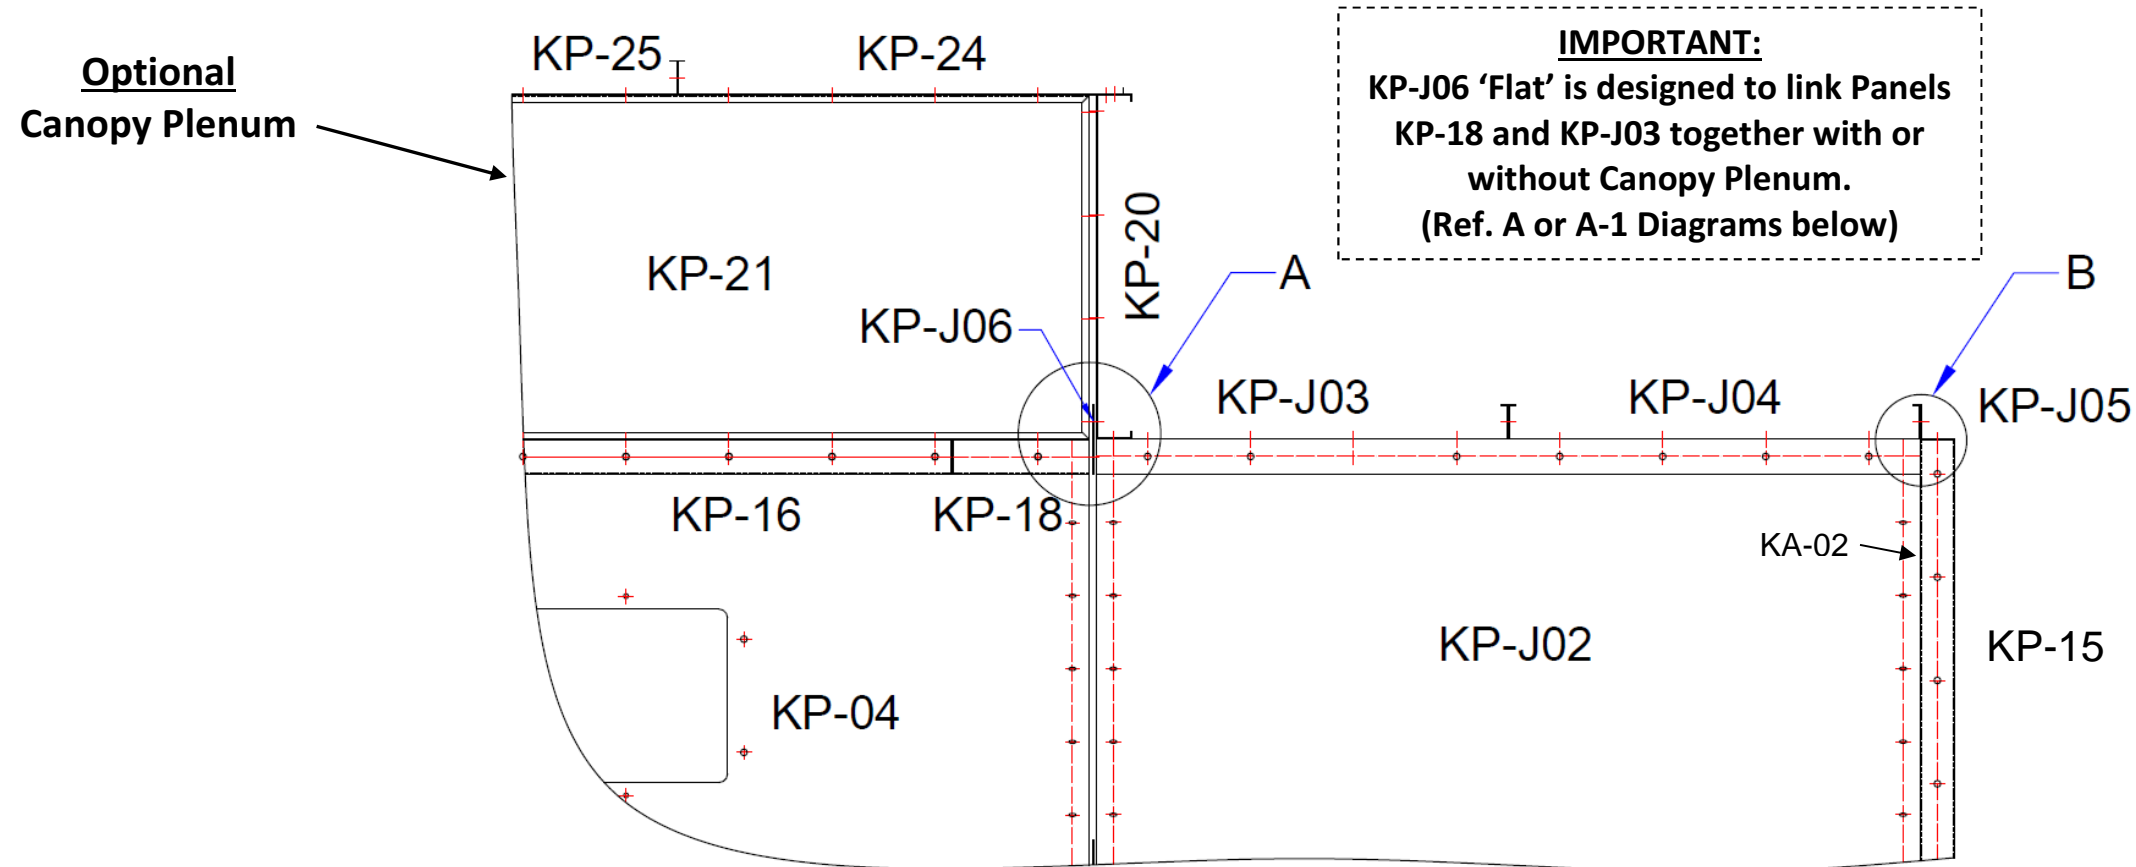 KP-25
KP-24
Optional
Canopy Plenum
IMPORTANT:
KP-J06 ‘Flat’ is designed to link Panels
KP-18 and KP-J03 together with or
without Canopy Plenum.
(Ref. A or A-1 Diagrams below)
KP-21
KP-20
A
B
KP-J06
KP-J03
KP-J04
KP-J05
KP-16
KP-18
KA-02
KP-J02
KP-15
KP-04